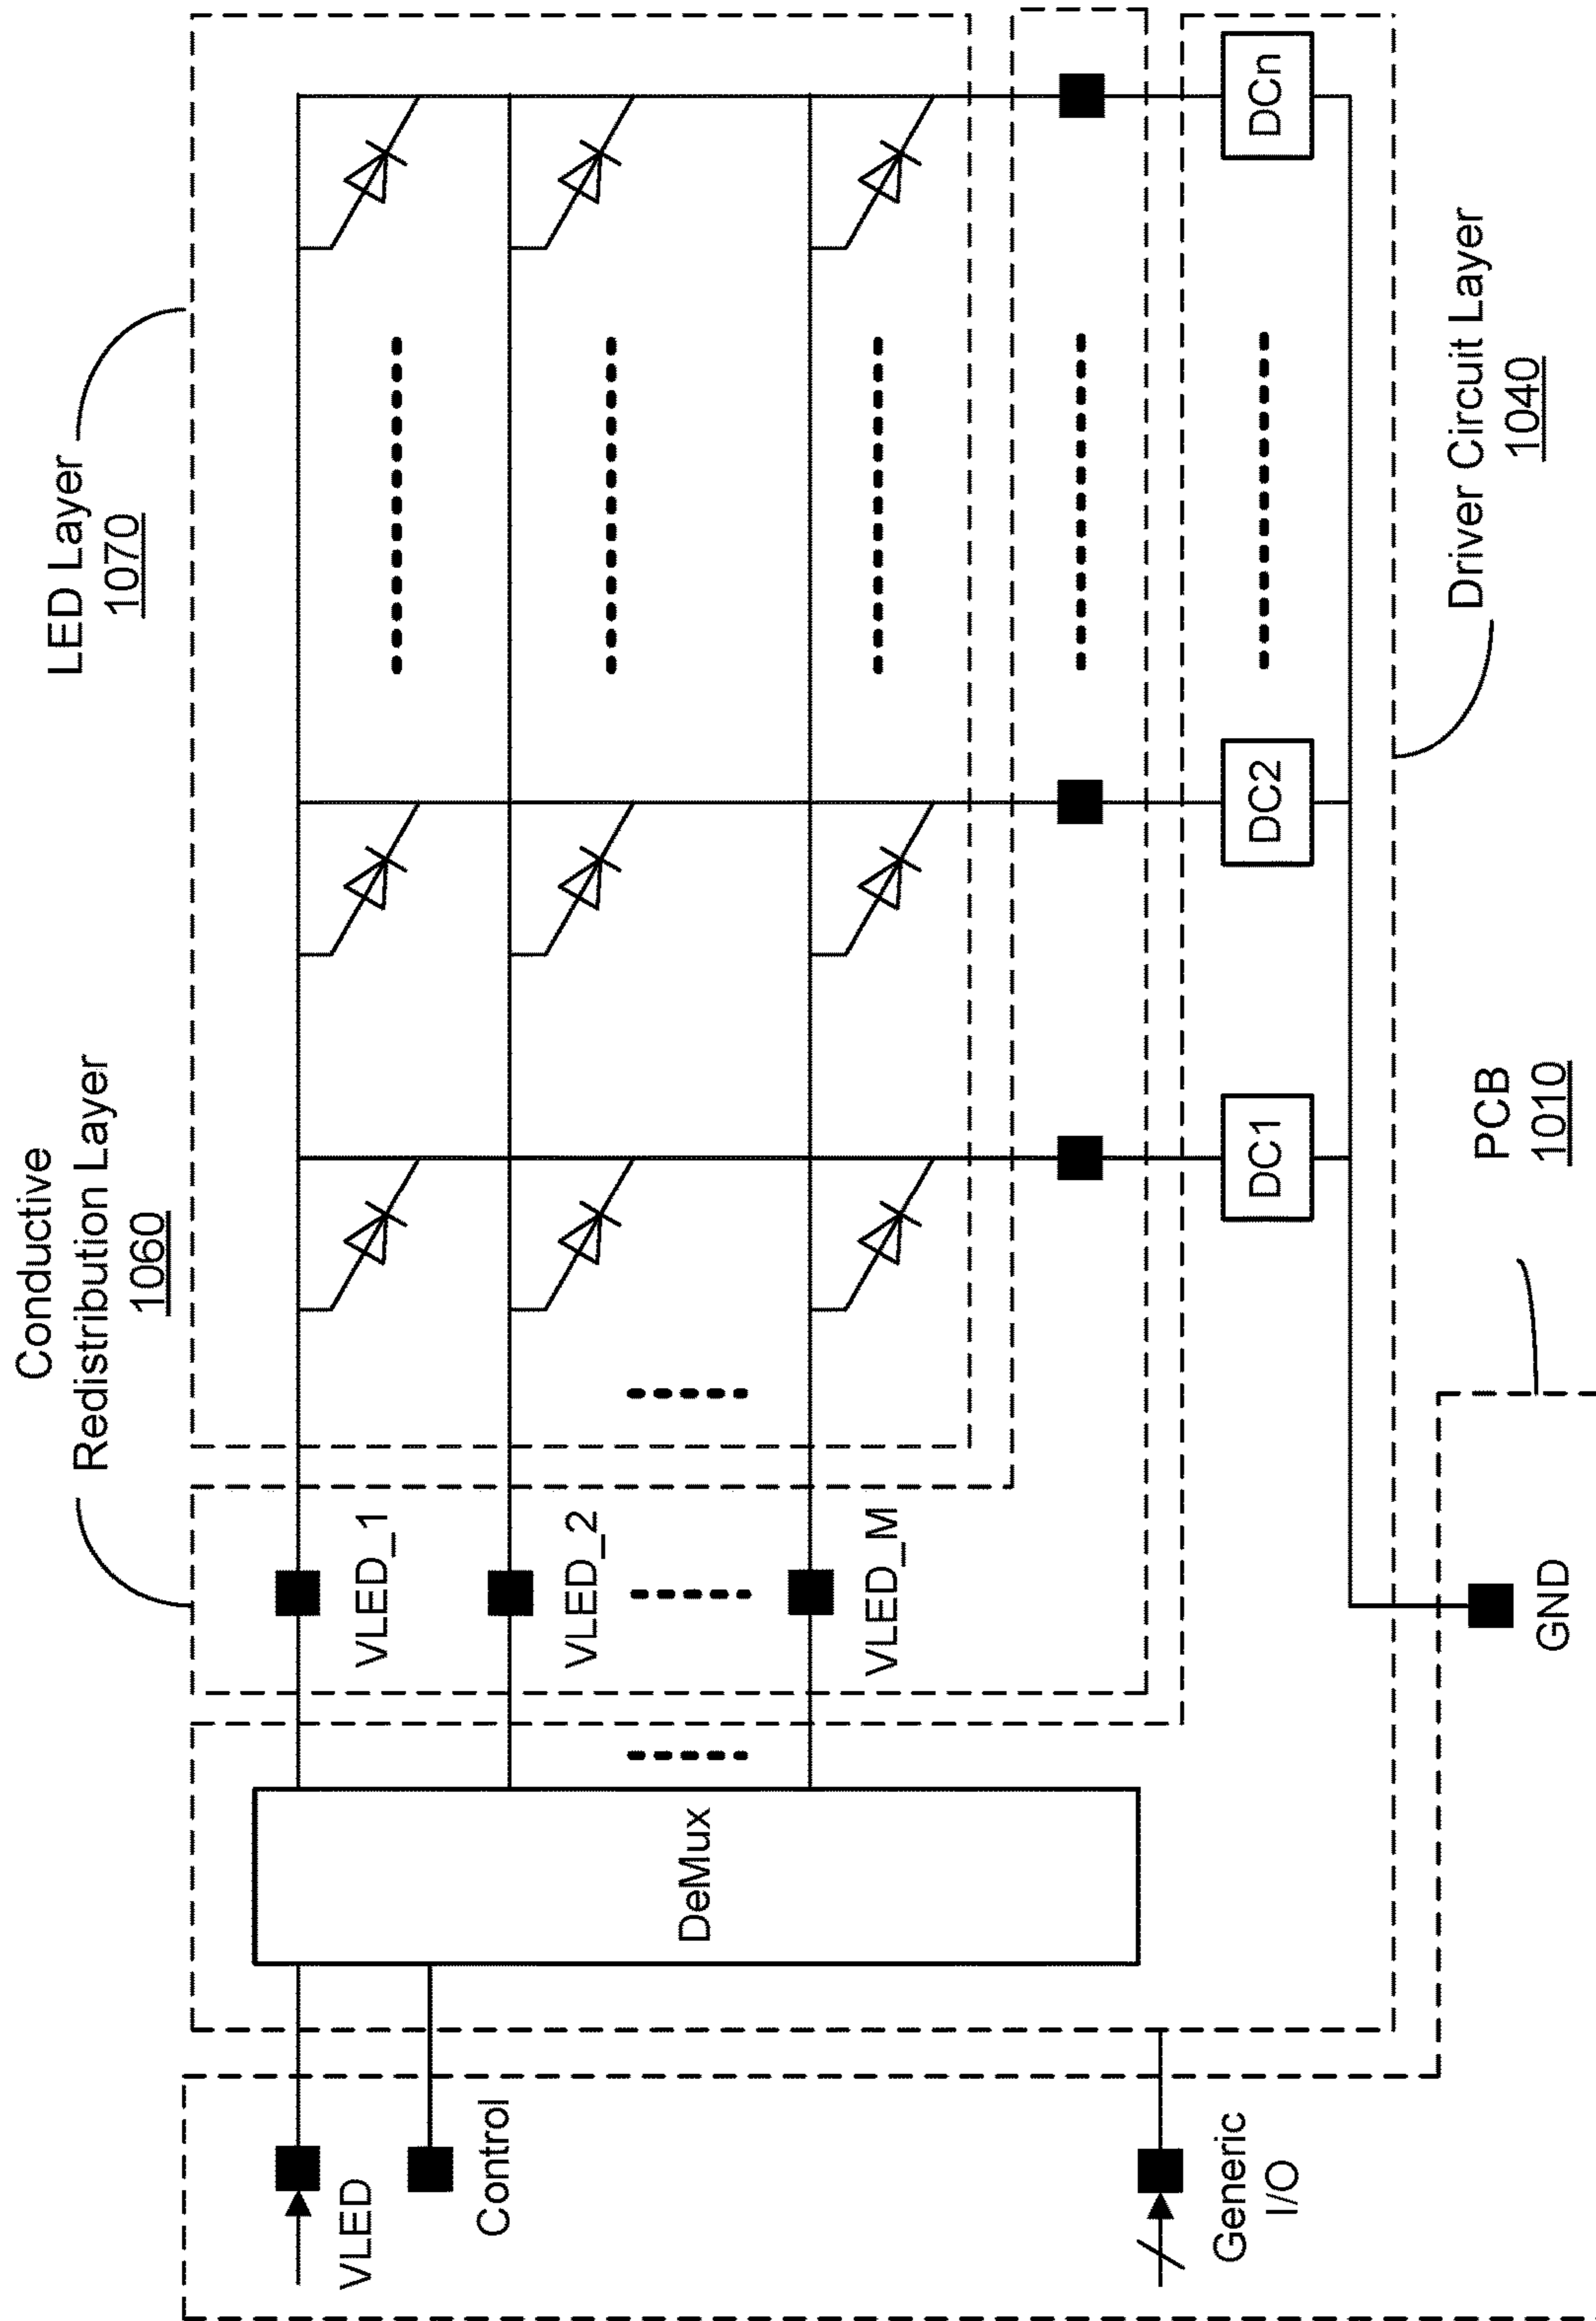 LED Layer
1070
Conductive
Redistribution Layer
1060
VLED_1
VLED_2
VLED_M
DeMux
VLED
Control
Generic
I/O
DC1
DC2
DCn
Driver Circuit Layer
1040
PCB
1010
GND